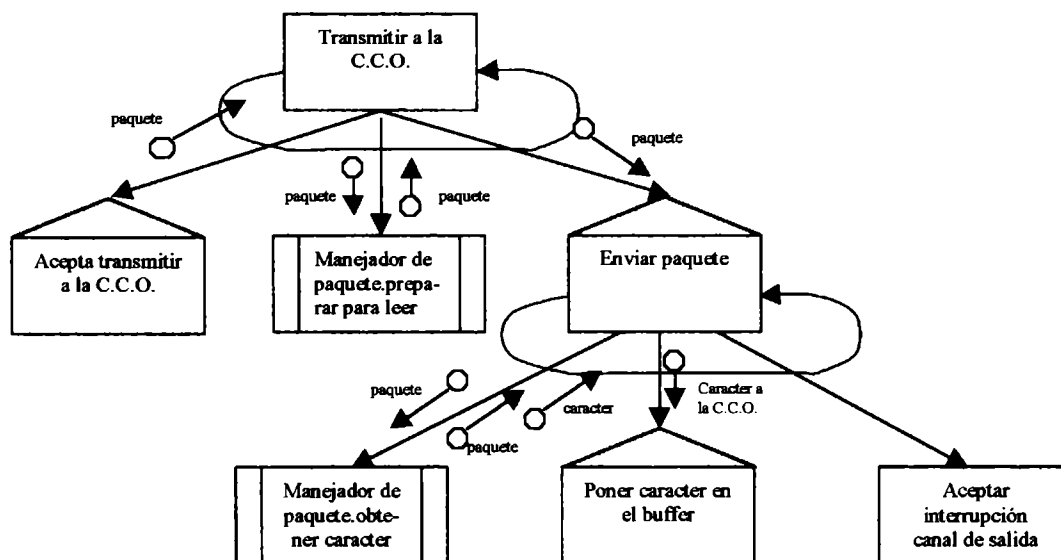 Transmitir a la
C.C.O.
paquete
paquete
paquete
paquete
Acepta transmitir
a la C.C.O.
Manejador de
paquete.prepa-
rar para leer
Enviar paquete
paquete
caracter
Caracter a
la C.C.O.
paquete
Manejador de
paquete.obte-
ner caracter
Poner caracter en
el buffer
Aceptar
interrupción
canal de salida